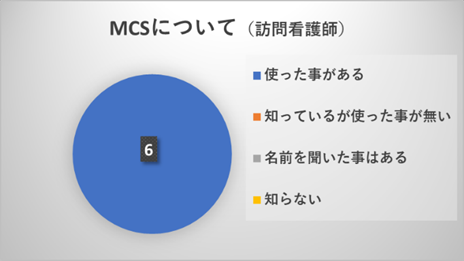 MCSについて（訪問看護師）
6
使った事がある
知っているが使った事が無い
名前を聞いた事はある
知らない